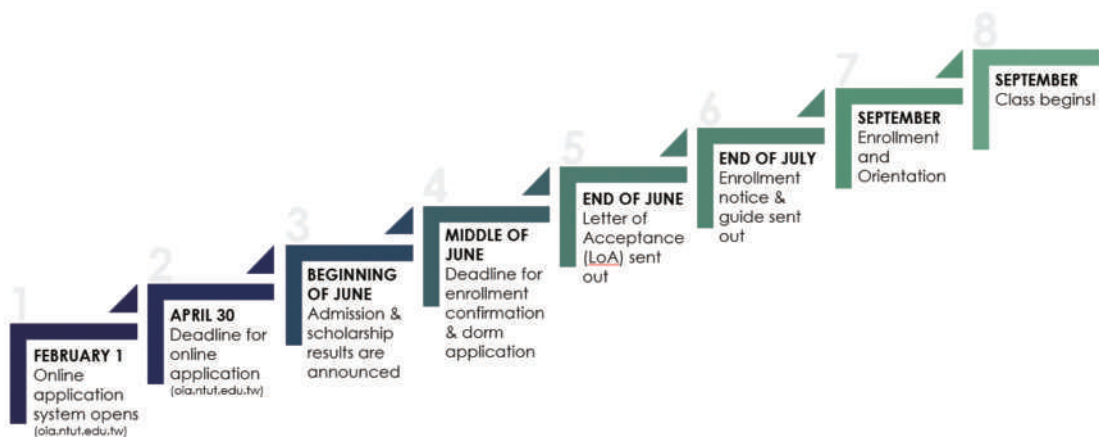 1
FEBRUARY 1
Online
application
system opens
(oia.ntut.edu.tw)
2
APRIL 30
Deadline for
online
application
(oia.ntut.edu.tw)
3
BEGINNING
OF JUNE
Admission &
scholarship
results are
announced
4
MIDDLE OF
JUNE
Deadline for
enrollment
confirmation
& dorm
application
5
END OF JUNE
Letter of
Acceptance
(LoA) sent
out
6
END OF JULY
Enrollment
notice &
guide sent
out
7
SEPTEMBER
Enrollment
and
Orientation
8
SEPTEMBER
Class begins!